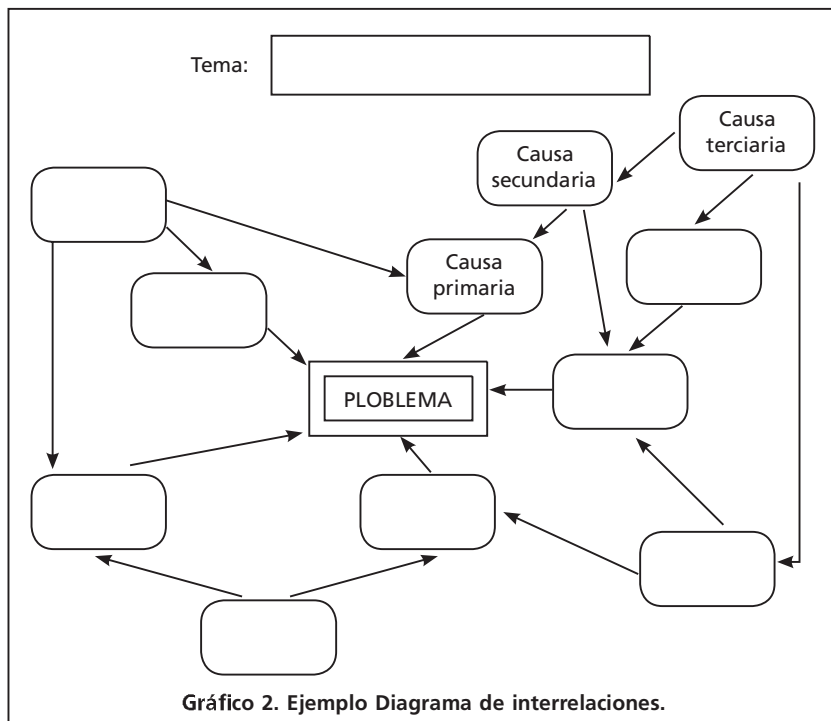 Tema:
Causa
terciaria
Causa
secundaria
Causa
primaria
PLOBLEMA
Gráfico 2. Ejemplo Diagrama de interrelaciones.